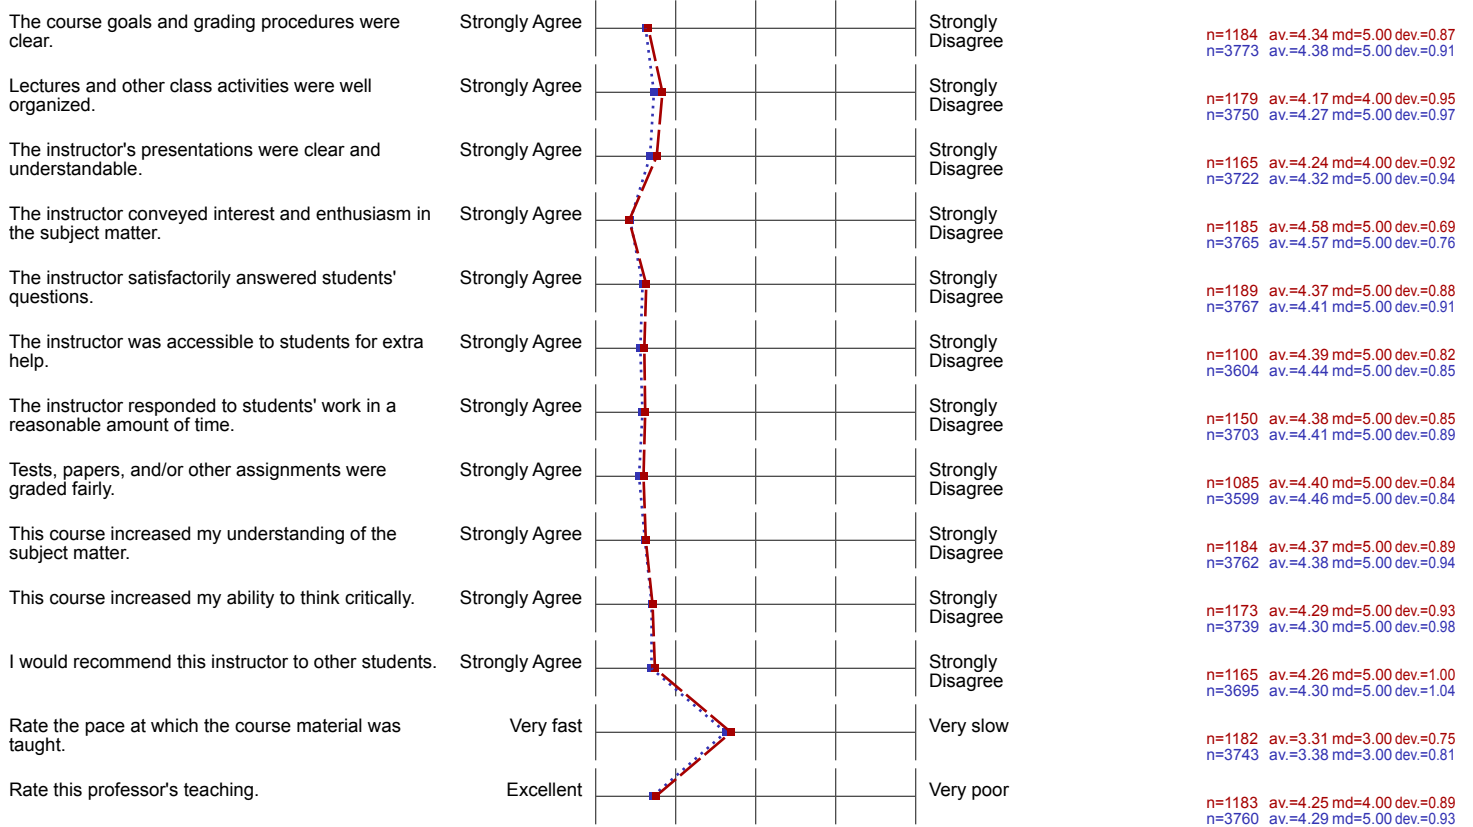 The course goals and grading procedures were
clear.
Strongly Agree
Strongly
Disagree
n=1184 av.=4.34 md=5.00 dev.=0.87
n=3773 av.=4.38 md=5.00 dev.=0.91
Lectures and other class activities were well
organized.
Strongly Agree
Strongly
Disagree
n=1179 av.=4.17 md=4.00 dev.=0.95
n=3750 av.=4.27 md=5.00 dev.=0.97
The instructor's presentations were clear and
understandable.
Strongly Agree
Strongly
Disagree
n=1165 av.=4.24 md=4.00 dev.=0.92
n=3722 av.=4.32 md=5.00 dev.=0.94
The instructor conveyed interest and enthusiasm in
the subject matter.
Strongly Agree
Strongly
Disagree
n=1185 av.=4.58 md=5.00 dev.=0.69
n=3765 av.=4.57 md=5.00 dev.=0.76
The instructor satisfactorily answered students'
questions.
Strongly Agree
Strongly
Disagree
n=1189 av.=4.37 md=5.00 dev.=0.88
n=3767 av.=4.41 md=5.00 dev.=0.91
The instructor was accessible to students for extra
help.
Strongly Agree
Strongly
Disagree
n=1100 av.=4.39 md=5.00 dev.=0.82
n=3604 av.=4.44 md=5.00 dev.=0.85
The instructor responded to students' work in a
reasonable amount of time.
Strongly Agree
Strongly
Disagree
n=1150 av.=4.38 md=5.00 dev.=0.85
n=3703 av.=4.41 md=5.00 dev.=0.89
Tests, papers, and/or other assignments were
graded fairly.
Strongly Agree
Strongly
Disagree
n=1085 av.=4.40 md=5.00 dev.=0.84
n=3599 av.=4.46 md=5.00 dev.=0.84
This course increased my understanding of the
subject matter.
Strongly Agree
Strongly
Disagree
n=1184 av.=4.37 md=5.00 dev.=0.89
n=3762 av.=4.38 md=5.00 dev.=0.94
This course increased my ability to think critically.
Strongly Agree
Strongly
Disagree
n=1173 av.=4.29 md=5.00 dev.=0.93
n=3739 av.=4.30 md=5.00 dev.=0.98
I would recommend this instructor to other students.
Strongly Agree
Strongly
Disagree
n=1165 av.=4.26 md=5.00 dev.=1.00
n=3695 av.=4.30 md=5.00 dev.=1.04
Rate the pace at which the course material was
taught.
Very fast
Very slow
n=1182 av.=3.31 md=3.00 dev.=0.75
n=3743 av.=3.38 md=3.00 dev.=0.81
Rate this professor's teaching.
Excellent
Very poor
n=1183 av.=4.25 md=4.00 dev.=0.89
n=3760 av.=4.29 md=5.00 dev.=0.93